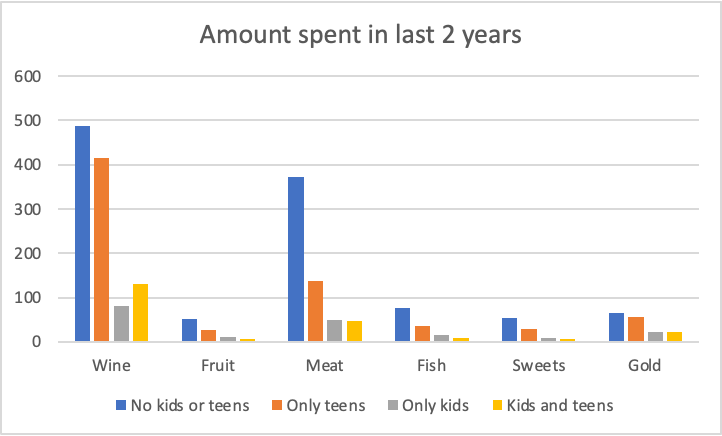 Amount spent in last 2 years
600
500
400
300
200
100
0
Wine Fruit Meat Fish Sweets Gold
No kids or teens Only teens Only kids Kids and teens